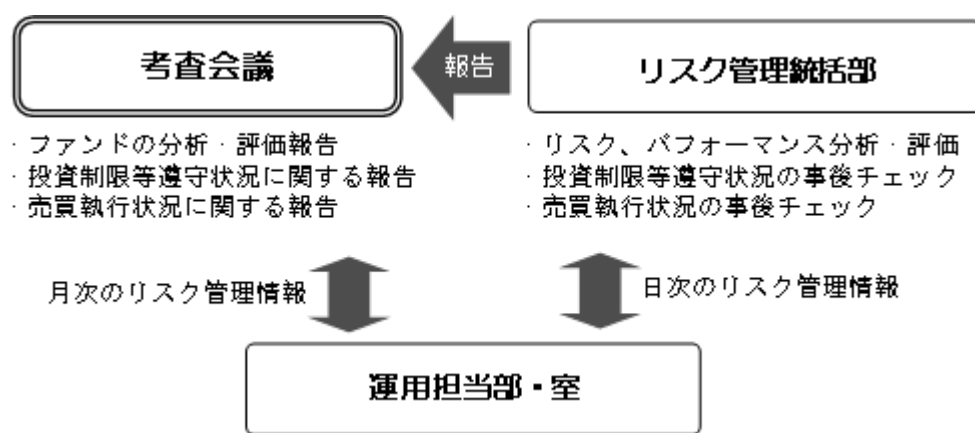 考査会議
報告
リスク管理統括部
· ファンドの分析 · 評価報告
· 投資制限等遵守状況に関する報告
· 売買執行状況に関する報告
· リスク、パフォーマンス分析 · 評価
· 投資制限等遵守状況の事後チェック
· 売買執行状況の事後チェック
月次のリスク管理情報
日次のリスク管理情報
運用担当部・室